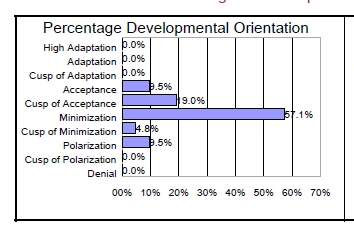 Percentage Developmental Orientation
High Adaptation 0.0%
Adaptation 0.0%
Cusp of Adaptation 0.0%
Acceptance 9.5%
Cusp of Acceptance 19.0%
Minimization 57.1%
Cusp of Minimization 4.8%
Polarization 9.5%
Cusp of Polarization 0.0%
Denial 0.0%
00% 10% 20% 30% 40% 50% 60% 70%